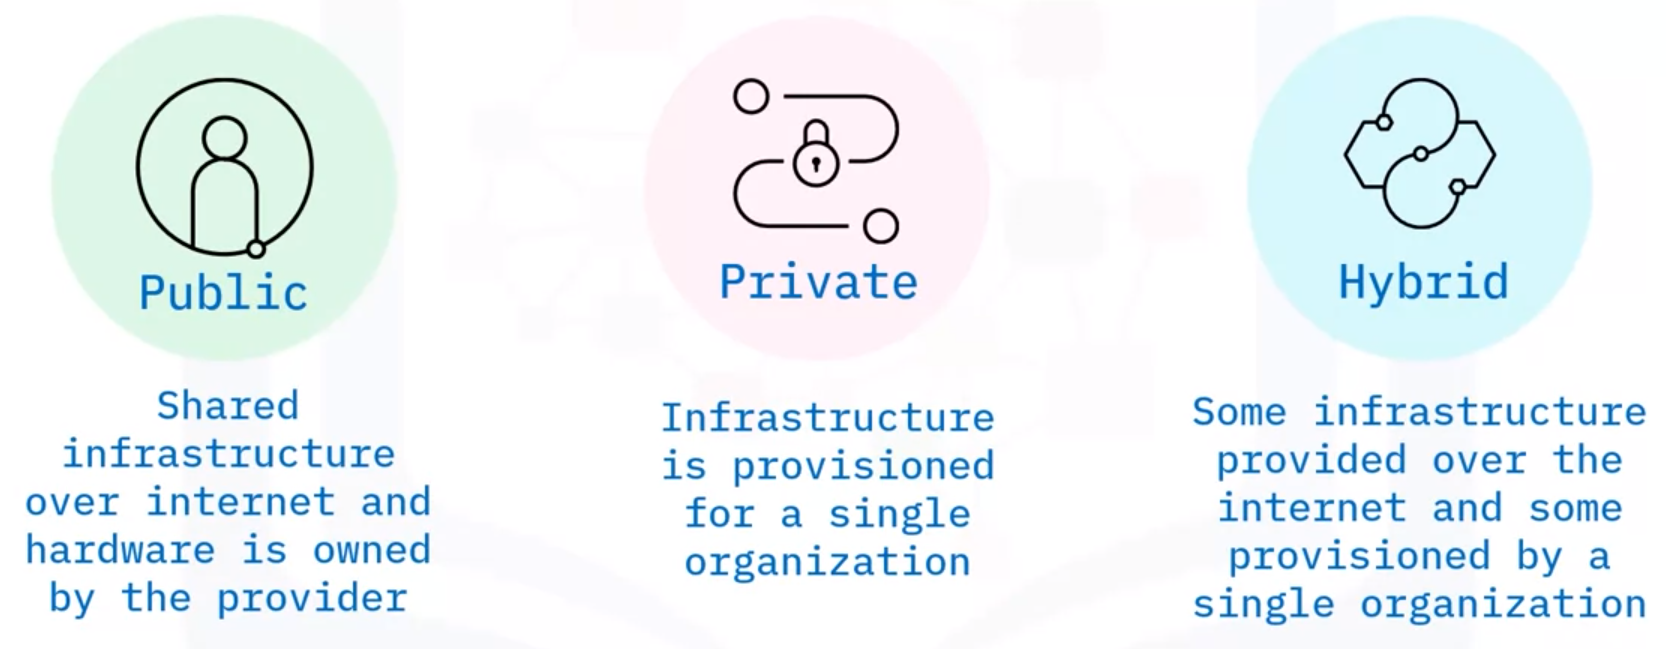 Public
Shared
infrastructure
over internet and
hardware is owned
by the provider
Private
Infrastructure
is provisioned
for a single
organization
Hybrid
Some infrastructure
provided over the
internet and some
provisioned by a
single organization